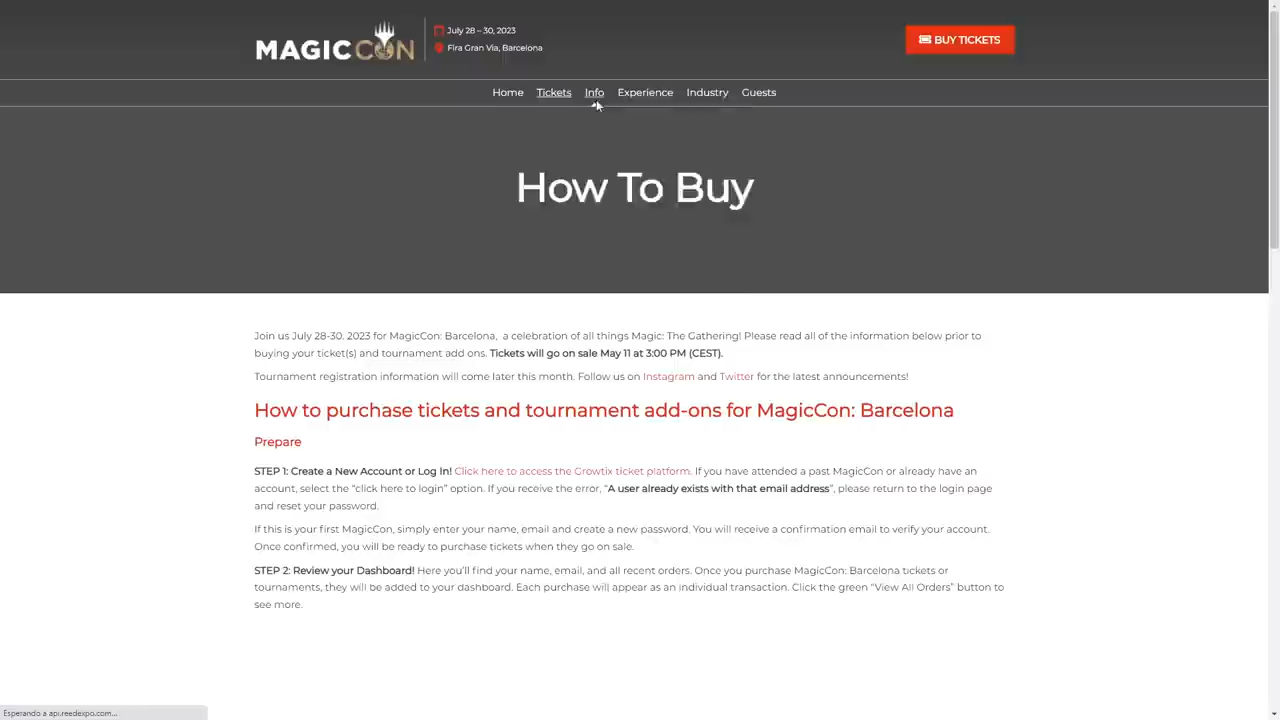 MAGICCON
July 28 – 30, 2023
Fira Gran Via, Barcelona
BUY TICKETS
Home Tickets Info Experience Industry Guests
How To Buy
Join us July 28-30, 2023 for MagicCon: Barcelona, a celebration of all things Magic: The Gathering! Please read all of the information below prior to
buying your ticket(s) and tournament add ons. Tickets will go on sale May 11 at 3:00 PM (CEST).
Tournament registration information will come later this month. Follow us on Instagram and Twitter for the latest announcements!
How to purchase tickets and tournament add-ons for MagicCon: Barcelona
Prepare
STEP 1: Create a New Account or Log In! Click here to access the Growtix ticket platform. If you have attended a past MagicCon or already have an
account, select the “click here to login” option. If you receive the error, “A user already exists with that email address”, please return to the login page
and reset your password.
If this is your first MagicCon, simply enter your name, email and create a new password. You will receive a confirmation email to verify your account.
Once confirmed, you will be ready to purchase tickets when they go on sale.
STEP 2: Review your Dashboard! Here you’ll find your name, email, and all recent orders. Once you purchase MagicCon: Barcelona tickets or
tournaments, they will be added to your dashboard. Each purchase will appear as an individual transaction. Click the green “View All Orders” button to
see more.
Esperando a api.reedexpo.com...